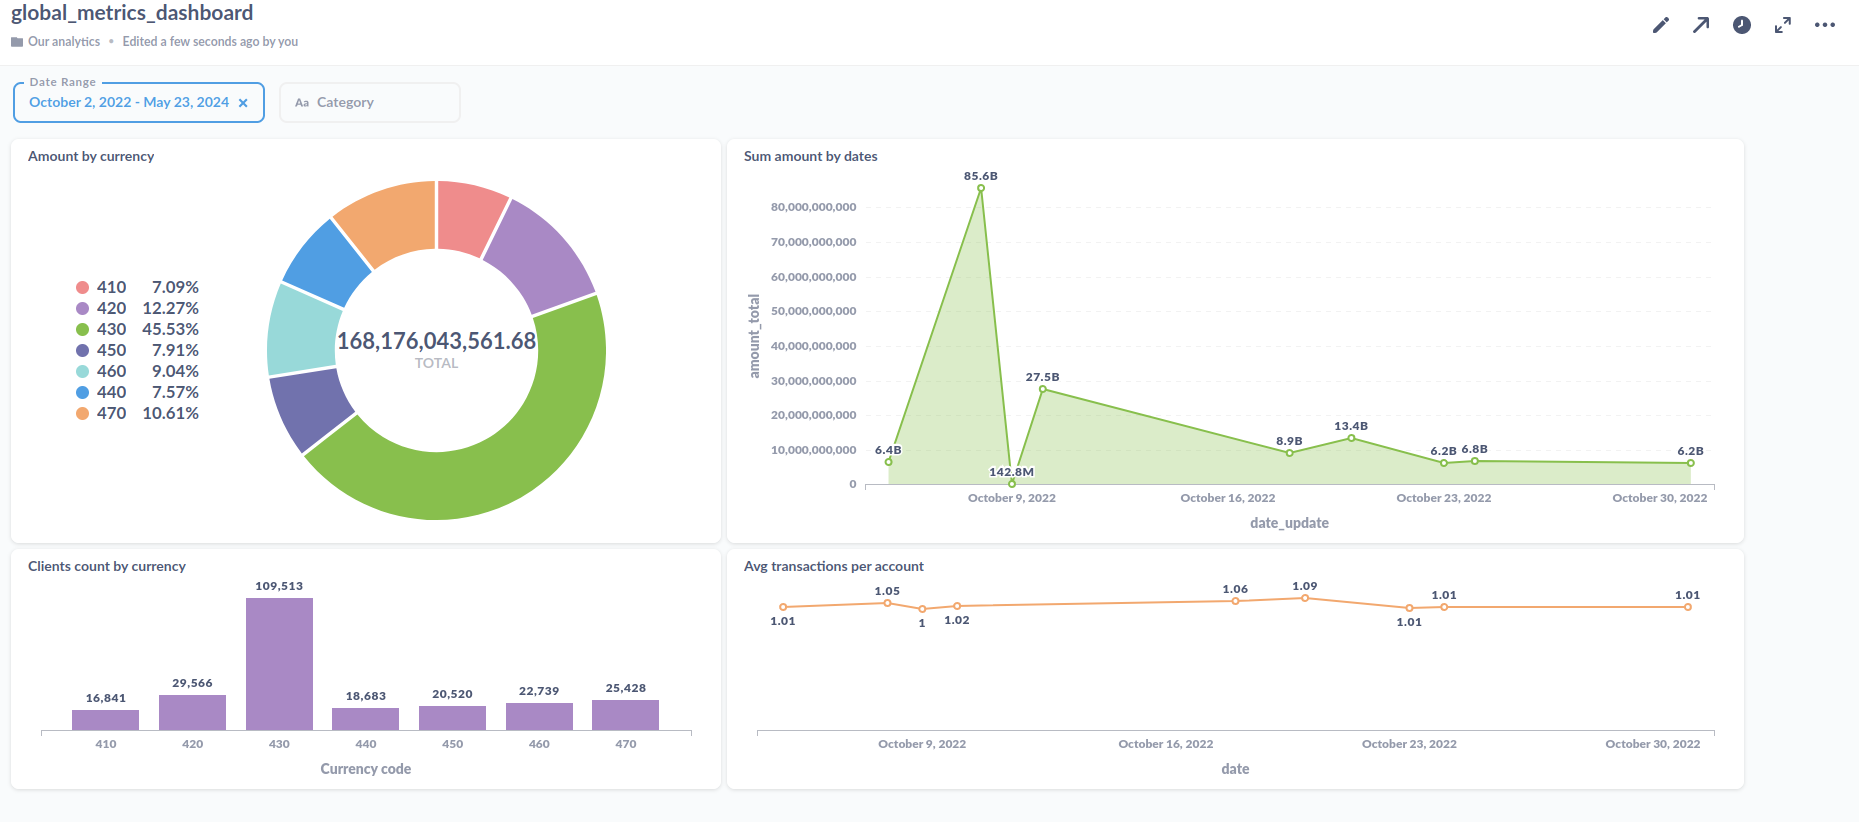 global_metrics_dashboard
Our analytics • Edited a few seconds ago by you
Date Range
October 2, 2022 - May 23, 2024 ×
Aa Category
Amount by currency
410 7.09%
420 12.27%
430 45.53%
450 7.91%
460 9.04%
440 7.57%
470 10.61%
168,176,043,561.68
TOTAL
Sum amount by dates
amount_total
80,000,000,000
70,000,000,000
60,000,000,000
50,000,000,000
40,000,000,000
30,000,000,000
20,000,000,000
10,000,000,000
0
6.4B
85.6B
142.8M
27.5B
8.9B
13.4B
6.2B
6.8B
6.2B
October 9, 2022
October 16, 2022
October 23, 2022
October 30, 2022
date_update
Clients count by currency
16,841
29,566
109,513
18,683
20,520
22,739
25,428
410
420
430
440
450
460
470
Currency code
Avg transactions per account
1.01
1.05
1
1.02
1.06
1.09
1.01
1.01
1.01
October 9, 2022
October 16, 2022
October 23, 2022
October 30, 2022
date